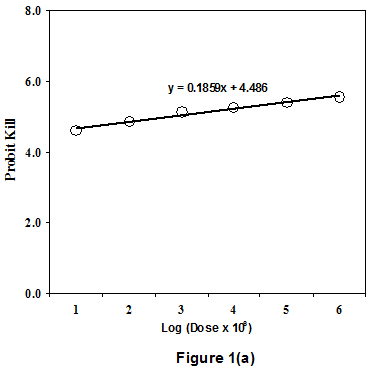 8.0
6.0
4.0
2.0
0.0
Probit Kill
y = 0.1859x + 4.486
1 2 3 4 5 6
Log (Dose x 10⁸)
Figure 1(a)